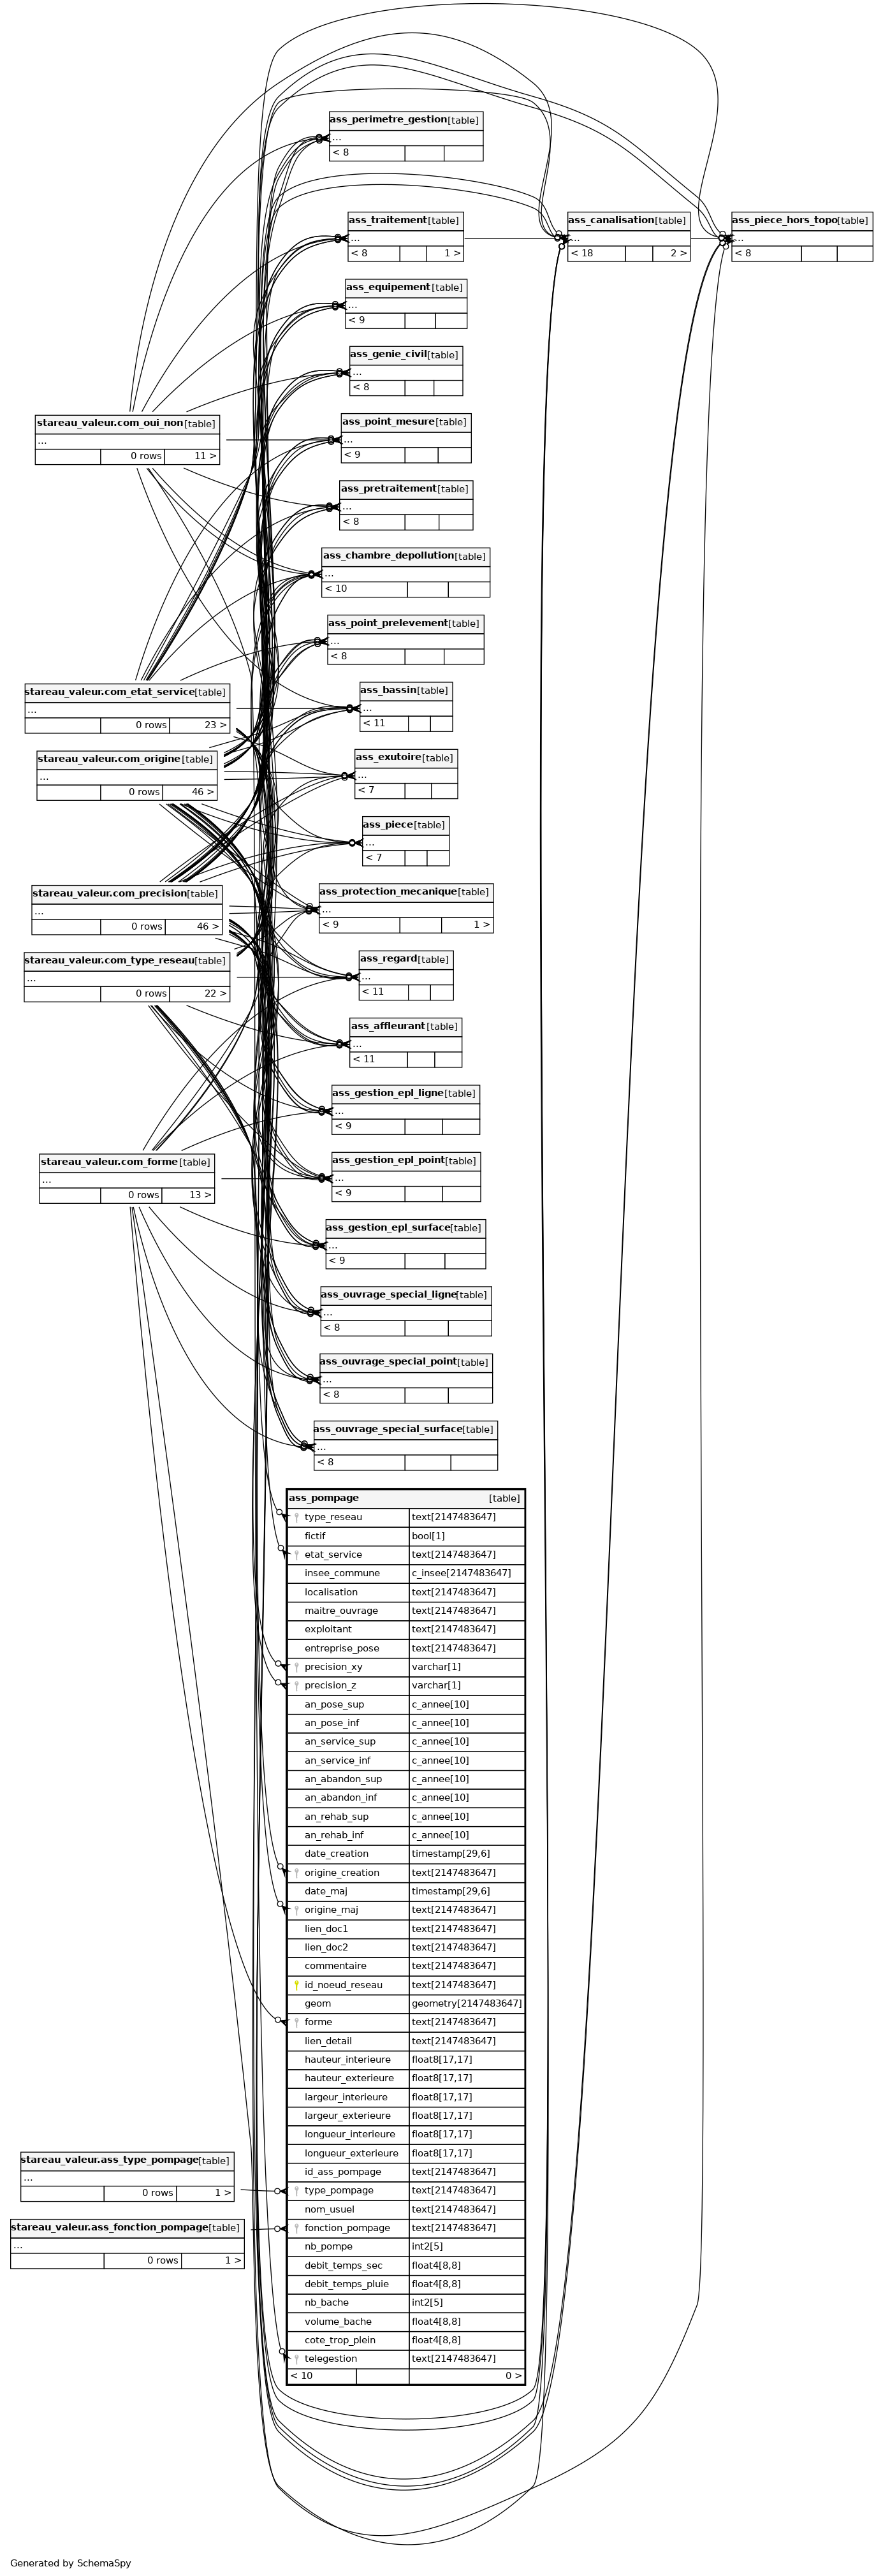 ass_perimetre_gestion [table]
...
< 8
ass_traitement [table]
...
< 8 1 >
ass_canalisation [table]
...
< 18 2 >
ass_piece_hors_topo [table]
...
< 8
ass_equipement [table]
...
< 9
ass_genie_civil [table]
...
< 8
stareau_valeur.com_oui_non [table]
...
0 rows 11 >
ass_point_mesure [table]
...
< 9
ass_pretraitement [table]
...
< 8
ass_chambre_depollution [table]
...
< 10
ass_point_prelevement [table]
...
< 8
stareau_valeur.com_etat_service [table]
...
0 rows 23 >
ass_bassin [table]
...
< 11
stareau_valeur.com_origine [table]
...
0 rows 46 >
ass_exutoire [table]
...
< 7
ass_piece [table]
...
< 7
stareau_valeur.com_precision [table]
...
0 rows 46 >
ass_protection_mecanique [table]
...
< 9 1 >
stareau_valeur.com_type_reseau [table]
...
0 rows 22 >
ass_regard [table]
...
< 11
ass_affleurant [table]
...
< 11
ass_gestion_epl_ligne [table]
...
< 9
stareau_valeur.com_forme [table]
...
0 rows 13 >
ass_gestion_epl_point [table]
...
< 9
ass_gestion_epl_surface [table]
...
< 9
ass_ouvrage_special_ligne [table]
...
< 8
ass_ouvrage_special_point [table]
...
< 8
ass_ouvrage_special_surface [table]
...
< 8
ass_pompage [table]
type_reseau text[2147483647]
fictif bool[1]
etat_service text[2147483647]
insee_commune c_insee[2147483647]
localisation text[2147483647]
maitre_ouvrage text[2147483647]
exploitant text[2147483647]
entreprise_pose text[2147483647]
precision_xy varchar[1]
precision_z varchar[1]
an_pose_sup c_annee[10]
an_pose_inf c_annee[10]
an_service_sup c_annee[10]
an_service_inf c_annee[10]
an_abandon_sup c_annee[10]
an_abandon_inf c_annee[10]
an_rehab_sup c_annee[10]
an_rehab_inf c_annee[10]
date_creation timestamp[29,6]
origine_creation text[2147483647]
date_maj timestamp[29,6]
origine_maj text[2147483647]
lien_doc1 text[2147483647]
lien_doc2 text[2147483647]
commentaire text[2147483647]
id_noeud_reseau text[2147483647]
geom geometry[2147483647]
forme text[2147483647]
lien_detail text[2147483647]
hauteur_interieure float8[17,17]
hauteur_exterieure float8[17,17]
largeur_interieure float8[17,17]
largeur_exterieure float8[17,17]
longueur_interieure float8[17,17]
longueur_exterieure float8[17,17]
id_ass_pompage text[2147483647]
type_pompage text[2147483647]
nom_usuel text[2147483647]
fonction_pompage text[2147483647]
nb_pompe int2[5]
debit_temps_sec float4[8,8]
debit_temps_pluie float4[8,8]
nb_bache int2[5]
volume_bache float4[8,8]
cote_trop_plein float4[8,8]
telegestion text[2147483647]
< 10 0 >
stareau_valeur.ass_type_pompage [table]
...
0 rows 1 >
stareau_valeur.ass_fonction_pompage [table]
...
0 rows 1 >
Generated by SchemaSpy